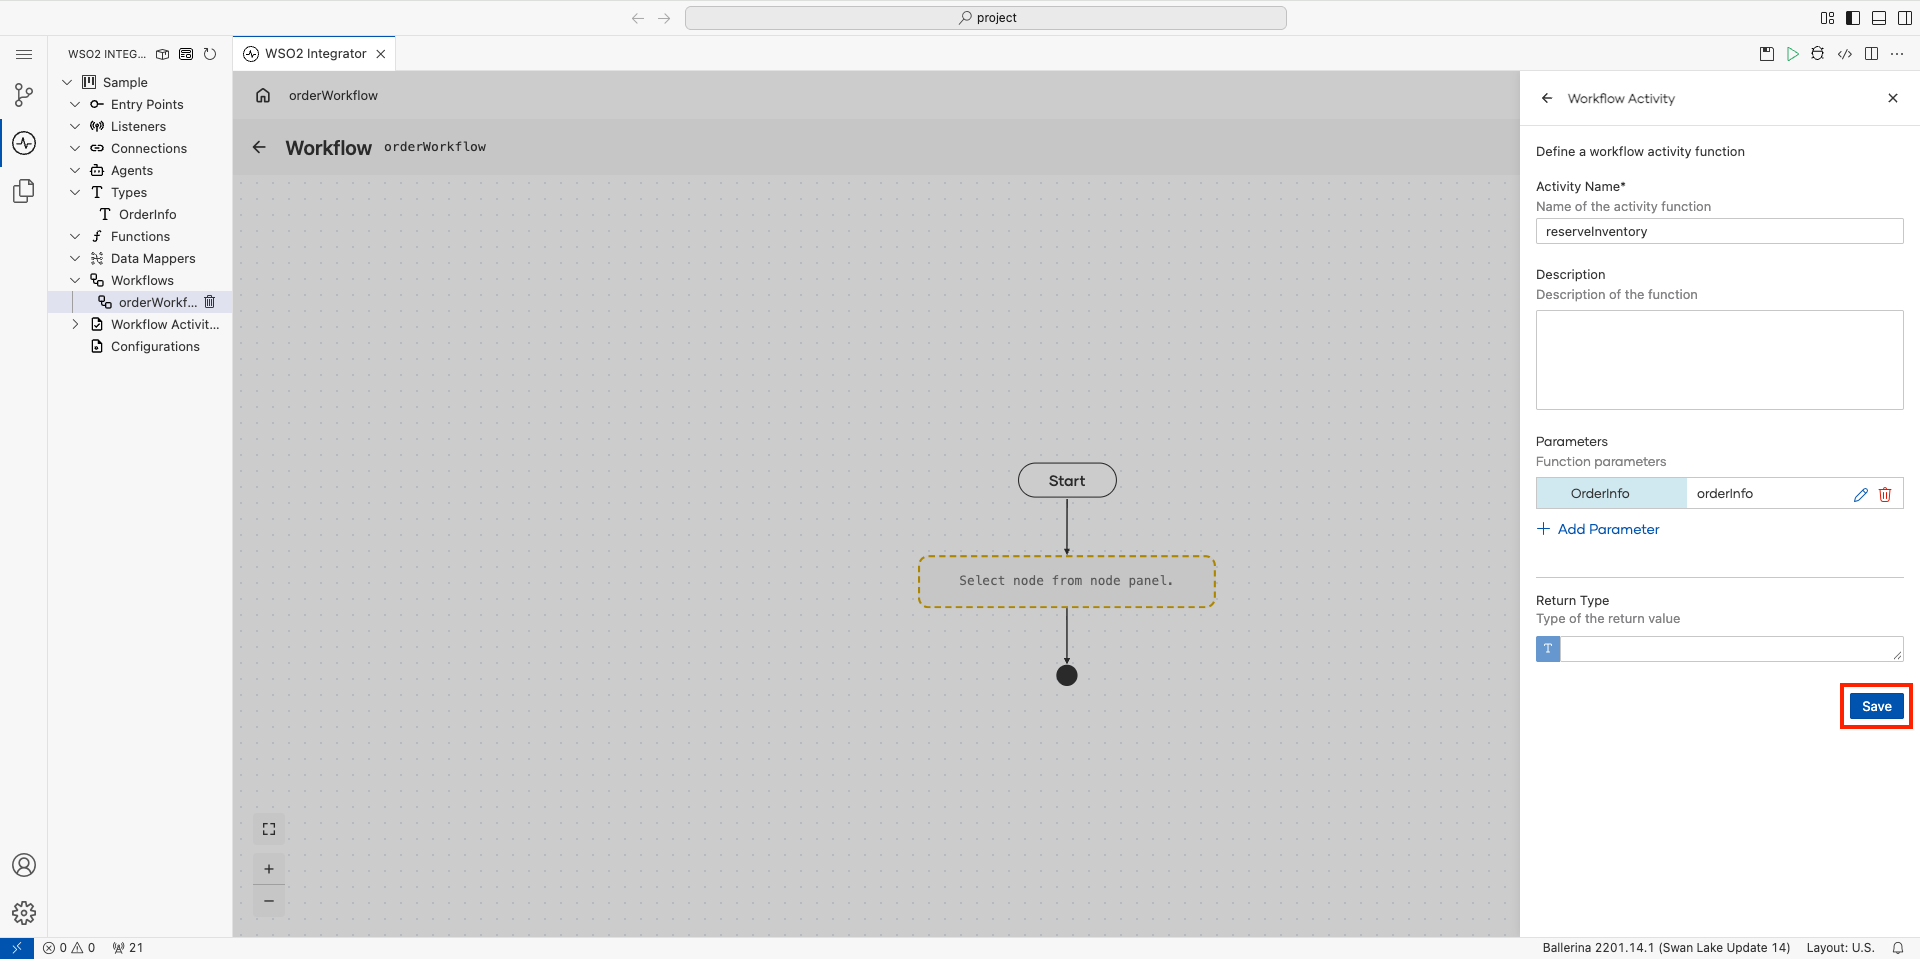 project
WSO2 INTEG...
WSO2 Integrator
Sample
Entry Points
Listeners
Connections
Agents
Types
OrderInfo
Functions
Data Mappers
Workflows
orderWorkf...
Workflow Activit...
Configurations
orderWorkflow
Workflow orderWorkflow
Start
Select node from node panel.
Workflow Activity
Define a workflow activity function
Activity Name*
Name of the activity function
reserveInventory
Description
Description of the function
Parameters
Function parameters
OrderInfo orderInfo
Add Parameter
Return Type
Type of the return value
T
Save
0 0 21
Ballerina 2201.14.1 (Swan Lake Update 14) Layout: U.S.